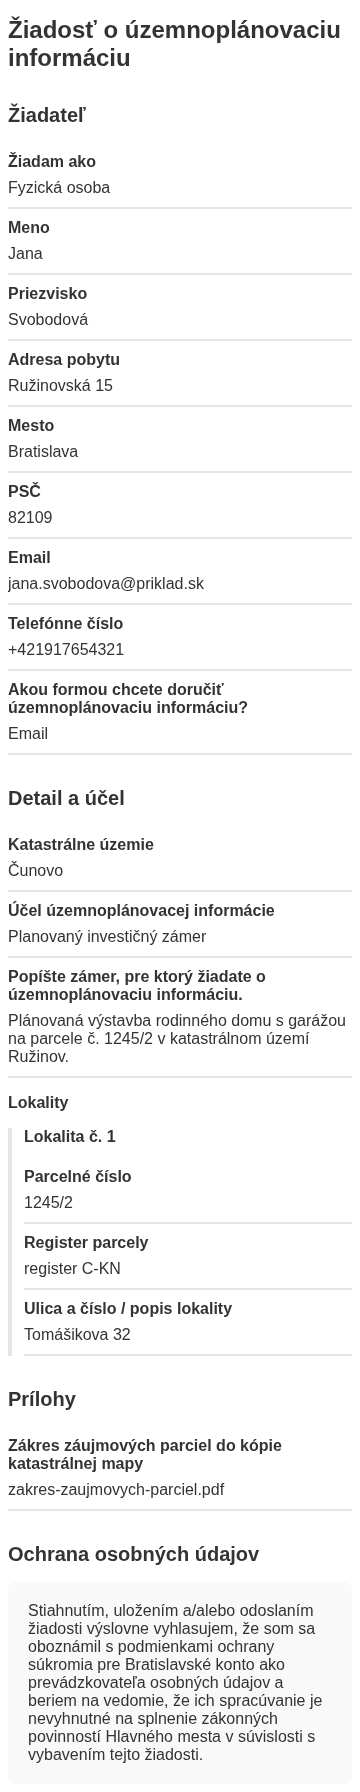 Žiadosť o územnoplánovaciu
informáciu
Žiadateľ
Žiadam ako
Fyzická osoba
Meno
Jana
Priezvisko
Svobodová
Adresa pobytu
Ružinovská 15
Mesto
Bratislava
PSČ
82109
Email
jana.svobodova@priklad.sk
Telefónne číslo
+421917654321
Akou formou chcete doručiť
územnoplánovaciu informáciu?
Email
Detail a účel
Katastrálne územie
Čunovo
Účel územnoplánovacej informácie
Planovaný investičný zámer
Popíšte zámer, pre ktorý žiadate o
územnoplánovaciu informáciu.
Plánovaná výstavba rodinného domu s garážou
na parcele č. 1245/2 v katastrálnom území
Ružinov.
Lokality
Lokalita č. 1
Parcelné číslo
1245/2
Register parcely
register C-KN
Ulica a číslo / popis lokality
Tomášikova 32
Prílohy
Zákres záujmových parciel do kópie
katastrálnej mapy
zakres-zaujmovych-parciel.pdf
Ochrana osobných údajov
Stiahnutím, uložením a/alebo odoslaním
žiadosti výslovne vyhlasujem, že som sa
oboznámil s podmienkami ochrany
súkromia pre Bratislavské konto ako
prevádzkovateľa osobných údajov a
beriem na vedomie, že ich spracúvanie je
nevyhnutné na splnenie zákonných
povinností Hlavného mesta v súvislosti s
vybavením tejto žiadosti.